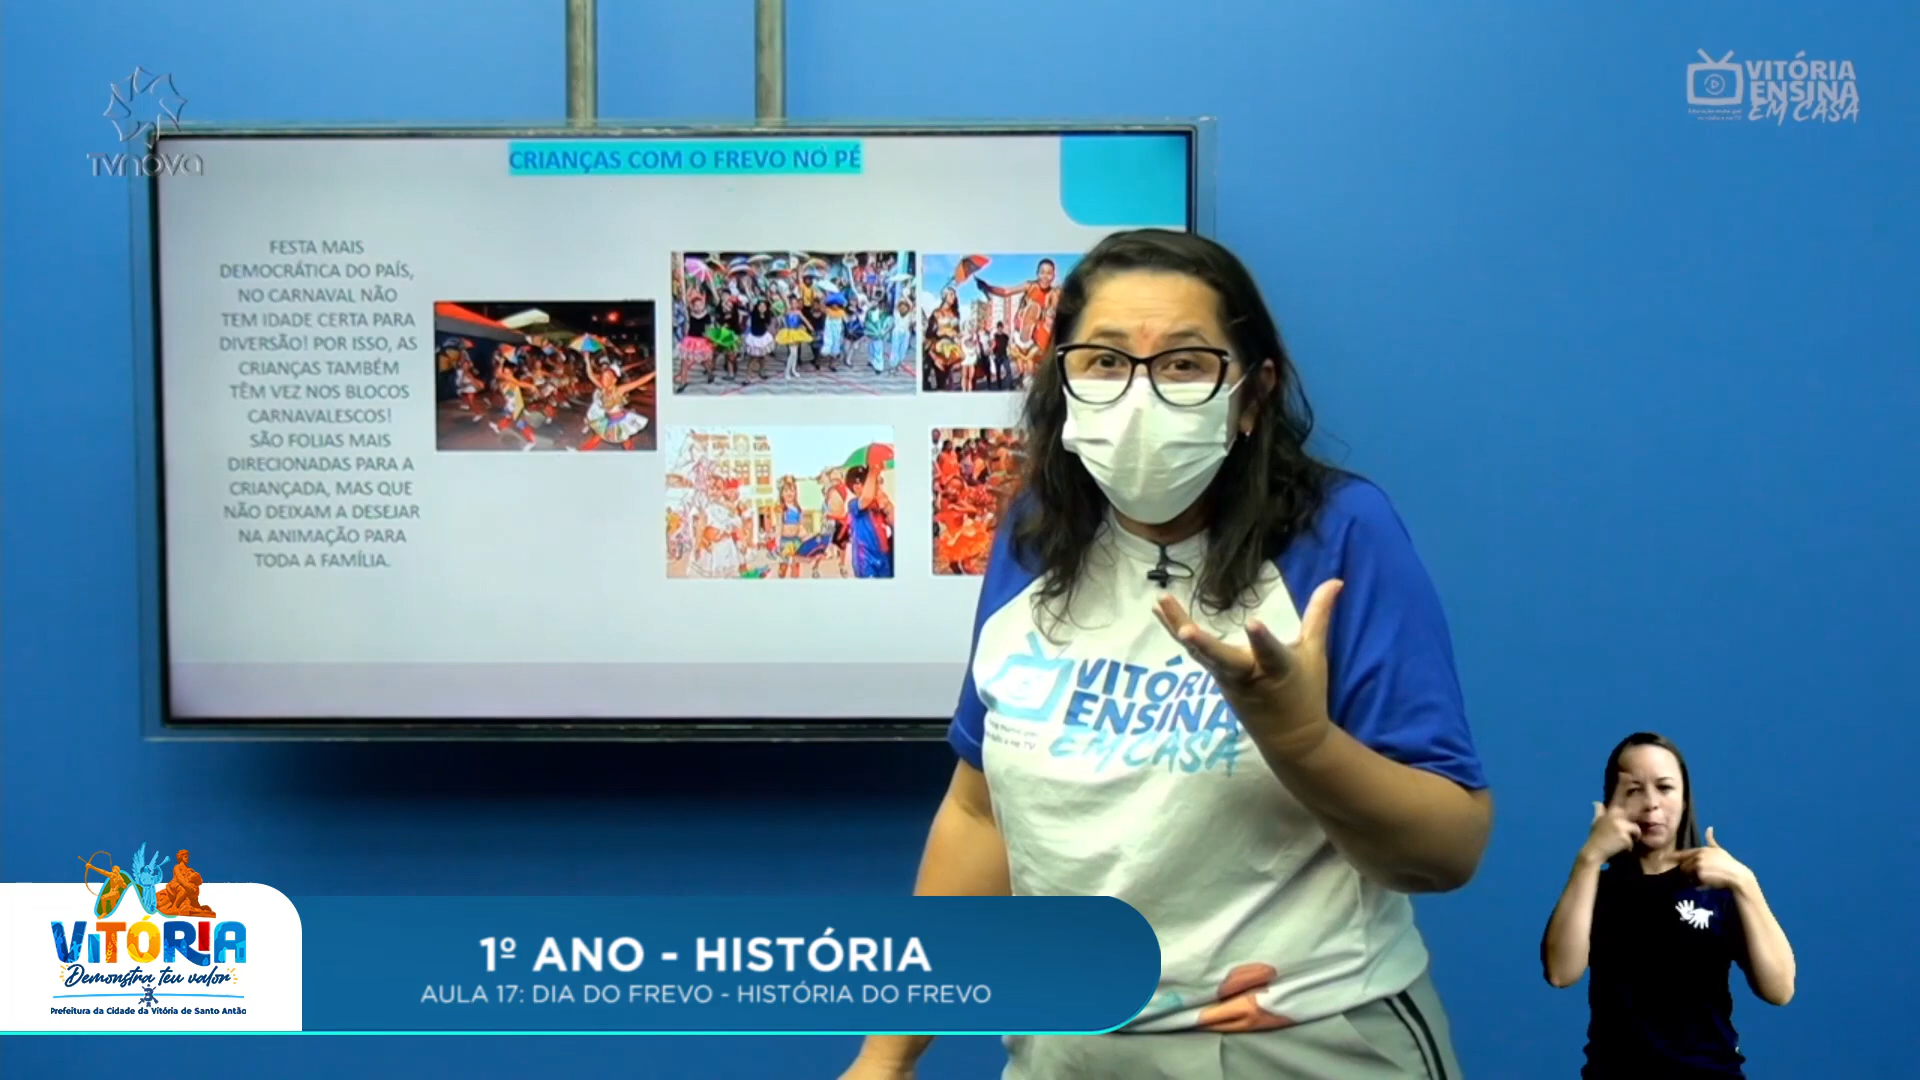 TVNOVA
VITÓRIA
ENSINA
EM CASA
CRIANÇAS COM O FREVO NO PÉ
FESTA MAIS
DEMOCRÁTICA DO PAÍS,
NO CARNAVAL NÃO
TEM IDADE CERTA PARA
DIVERSÃO! POR ISSO, AS
CRIANÇAS TAMBÉM
TÊM VEZ NOS BLOCOS
CARNAVALESCOS!
SÃO FOLIAS MAIS
DIRECIONADAS PARA A
CRIANÇADA, MAS QUE
NÃO DEIXAM A DESEJAR
NA ANIMAÇÃO PARA
TODA A FAMÍLIA.
VITÓRIA
ENSINA
EM CASA
VITÓRIA
Demonstra teu valor
Prefeitura da Cidade da Vitória de Santo Antão
1º ANO - HISTÓRIA
AULA 17: DIA DO FREVO - HISTÓRIA DO FREVO